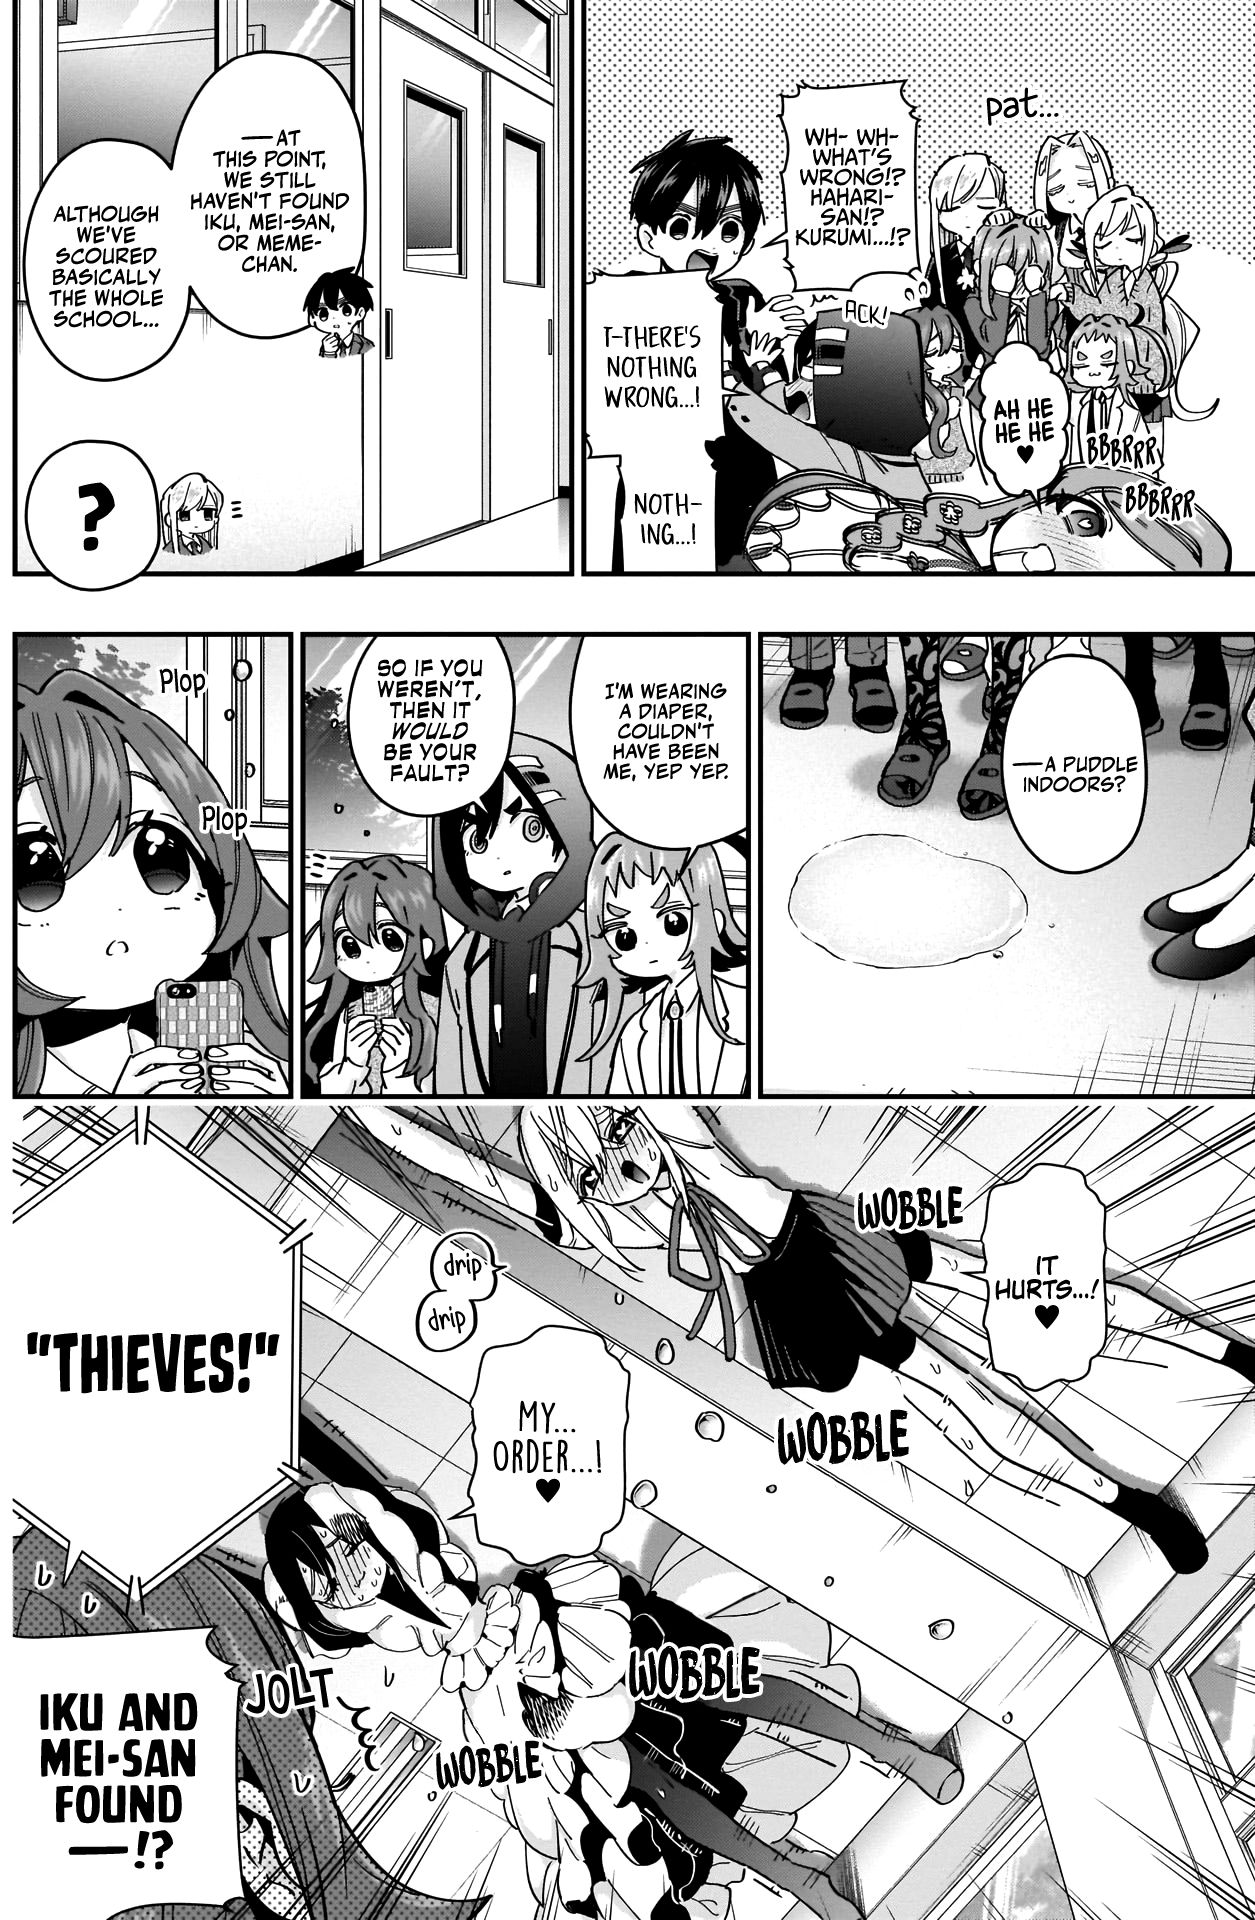 pat...
WH- WH-
WHAT'S
WRONG!?
HAHARI-
SAN!?
KURUMI...!?
ACK!
T-THERE'S
NOTHING
WRONG...!
NOTH-
ING...!
AH HE
HE HE
♥
BBBRRR
BBBRRR
—AT
THIS POINT,
WE STILL
HAVEN'T FOUND
IKU, MEI-SAN,
OR MEME-
CHAN.
ALTHOUGH
WE'VE
SCOURED
BASICALLY
THE WHOLE
SCHOOL...
?
—A PUDDLE
INDOORS?
I'M WEARING
A DIAPER,
COULDN'T
HAVE BEEN
ME, YEP YEP.
SO IF YOU
WEREN'T,
THEN IT
WOULD
BE YOUR
FAULT?
Plop
Plop
IT
HURTS...!
♥
WOBBLE
WOBBLE
drip
drip
MY...
ORDER...!
♥
WOBBLE
WOBBLE
"THIEVES!"
JOLT
IKU AND
MEI-SAN
FOUND
—!?